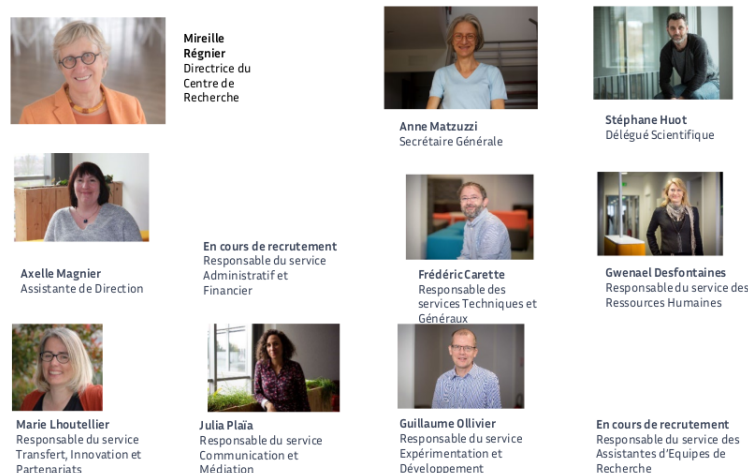 Mireille
Régnier
Directrice du
Centre de
Recherche
Anne Matzuzzi
Secrétaire Générale
Stéphane Huot
Délégué Scientifique
Axelle Magnier
Assistante de Direction
En cours de recrutement
Responsable du service
Administratif et
Financier
Frédéric Carette
Responsable des
services Techniques et
Généraux
Gwenael Desfontaines
Responsable du service des
Ressources Humaines
Marie Lhoutellier
Responsable du service
Transfert, Innovation et
Partenariats
Julia Plaïa
Responsable du service
Communication et
Médiation
Guillaume Ollivier
Responsable du service
Expérimentation et
Développement
En cours de recrutement
Responsable du service des
Assistantes d'Equipes de
Recherche